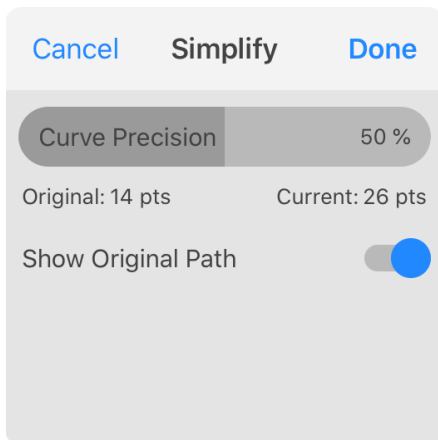 Cancel Simplify Done
Curve Precision 50 %
Original: 14 pts Current: 26 pts
Show Original Path